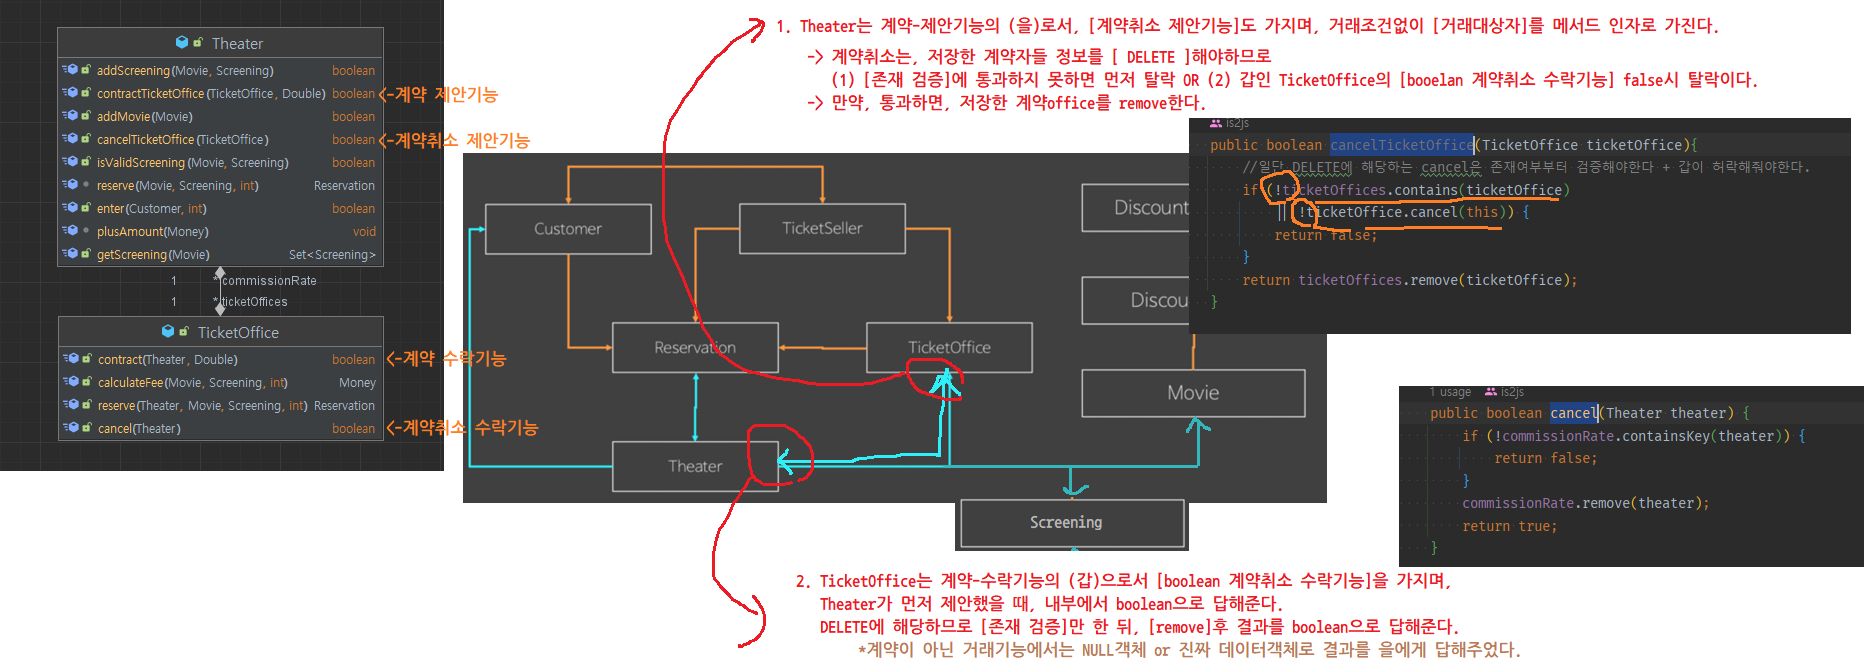 Theater
addScreening(Movie, Screening) boolean
contractTicketOffice(TicketOffice, Double) boolean <-계약 제안기능
addMovie(Movie) boolean
cancelTicketOffice(TicketOffice) boolean <-계약취소 제안기능
isValidScreening(Movie, Screening) boolean
reserve(Movie, Screening, int) Reservation
enter(Customer, int) boolean
plusAmount(Money) void
getScreening(Movie) Set<Screening>
1 * commissionRate
1 * ticketOffices
TicketOffice
contract(Theater, Double) boolean <-계약 수락기능
calculateFee(Movie, Screening, int) Money
reserve(Theater, Movie, Screening, int) Reservation
cancel(Theater) boolean <-계약취소 수락기능
1. Theater는 계약-제안기능의 (을)로서, [계약취소 제안기능]도 가지며, 거래조건없이 [거래대상자]를 메서드 인자로 가진다.
-> 계약취소는, 저장한 계약자들 정보를 [ DELETE ]해야하므로
(1) [존재 검증]에 통과하지 못하면 먼저 탈락 OR (2) 갑인 TicketOffice의 [booelan 계약취소 수락기능] false시 탈락이다.
-> 만약, 통과하면, 저장한 계약office를 remove한다.
Customer
TicketSeller
Discount
Reservation
TicketOffice
Discou
Movie
Theater
Screening
is2js
public boolean cancelTicketOffice(TicketOffice ticketOffice){
//일단 DELETE에 해당하는 cancel은 존재여부부터 검증해야한다 + 갑이 허락해줘야한다.
if (!ticketOffices.contains(ticketOffice)
|| !ticketOffice.cancel(this)) {
return false;
}
return ticketOffices.remove(ticketOffice);
}
1 usage is2js
public boolean cancel(Theater theater) {
if (!commissionRate.containsKey(theater)) {
return false;
}
commissionRate.remove(theater);
return true;
}
2. TicketOffice는 계약-수락기능의 (갑)으로서 [boolean 계약취소 수락기능]을 가지며,
Theater가 먼저 제안했을 때, 내부에서 boolean으로 답해준다.
DELETE에 해당하므로 [존재 검증]만 한 뒤, [remove]후 결과를 boolean으로 답해준다.
*계약이 아닌 거래기능에서는 NULL객체 or 진짜 데이터객체로 결과를 을에게 답해주었다.